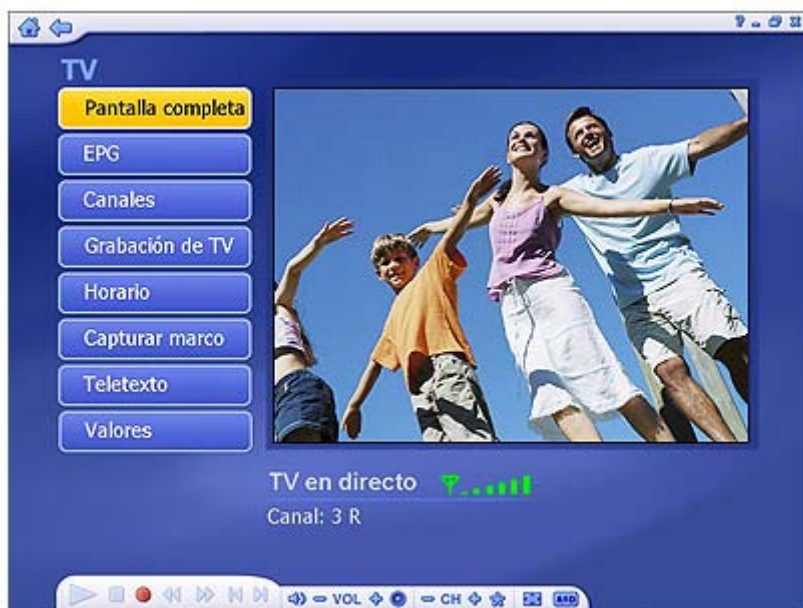 TV
Pantalla completa
EPG
Canales
Grabación de TV
Horario
Capturar marco
Teletexto
Valores
TV en directo
Canal: 3 R
VOL
CH